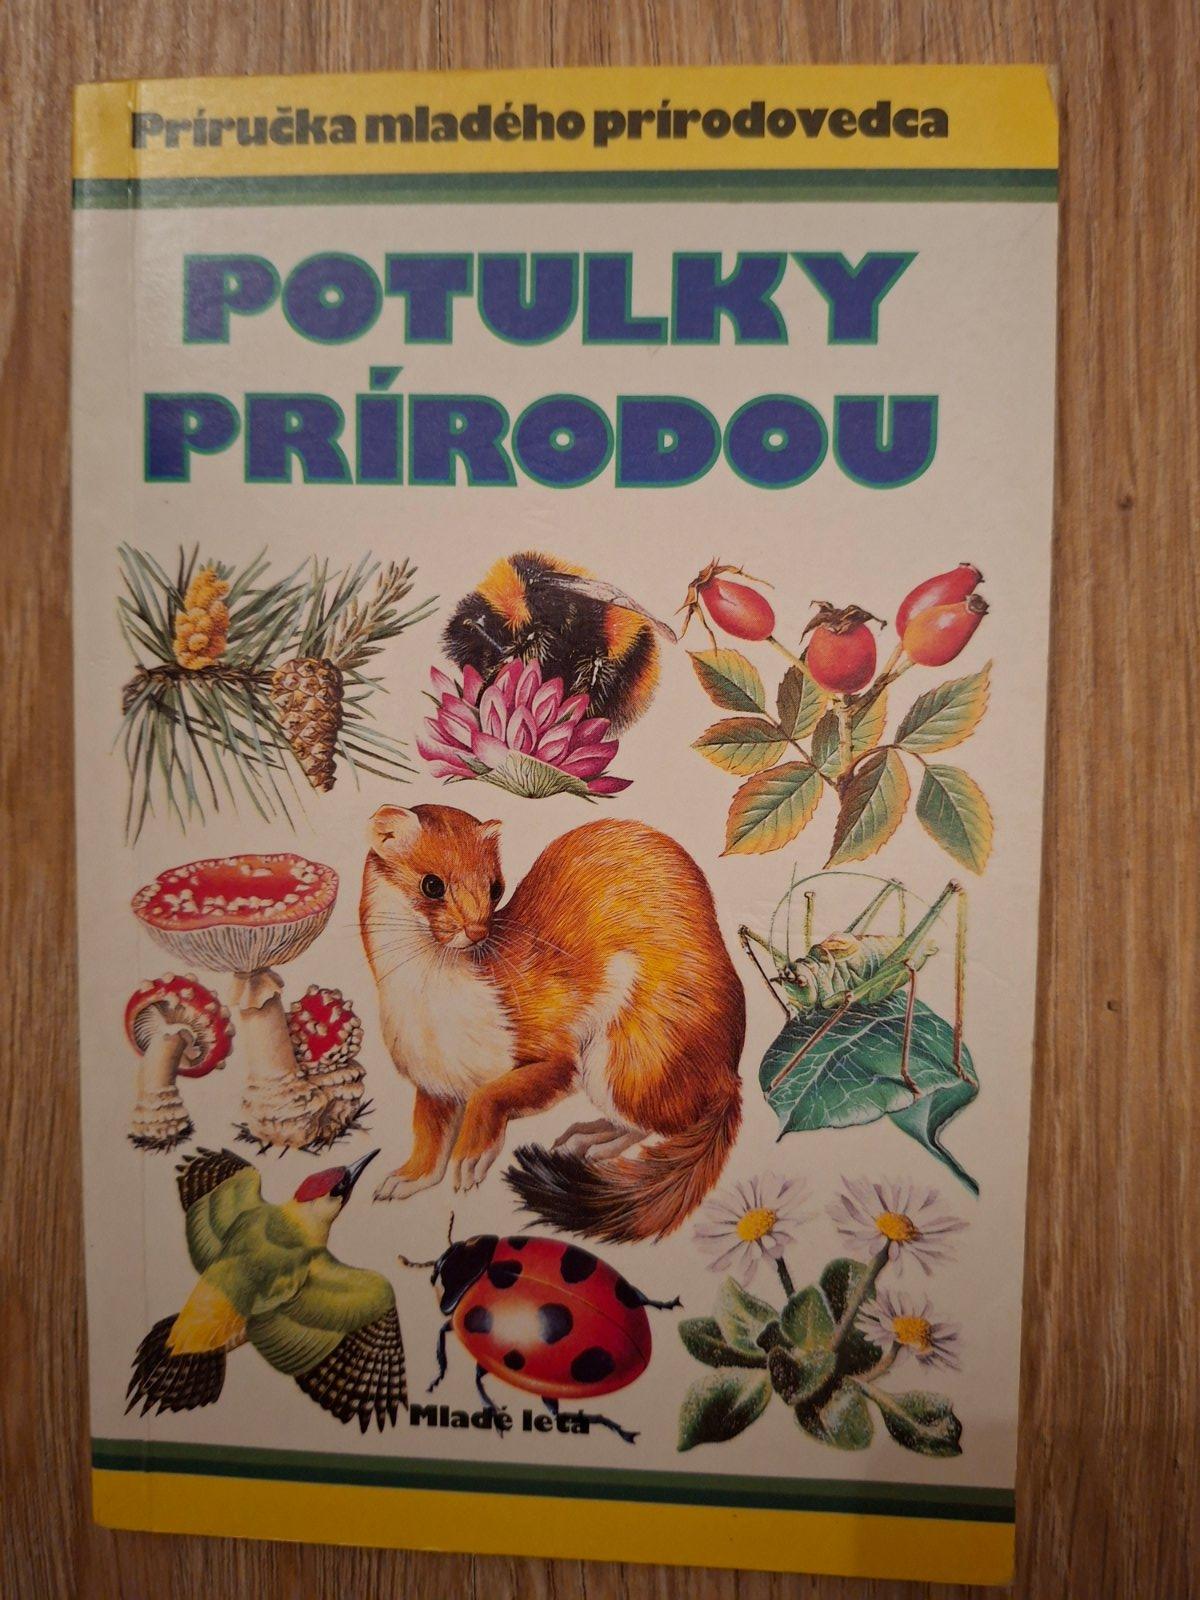 Príručka mladého prírodovedca
POTULKY
PRÍRODOU
Mladé letá